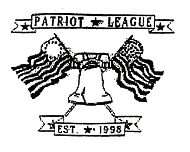 PATRIOT ★ LEAGUE
EST. ★ 1998